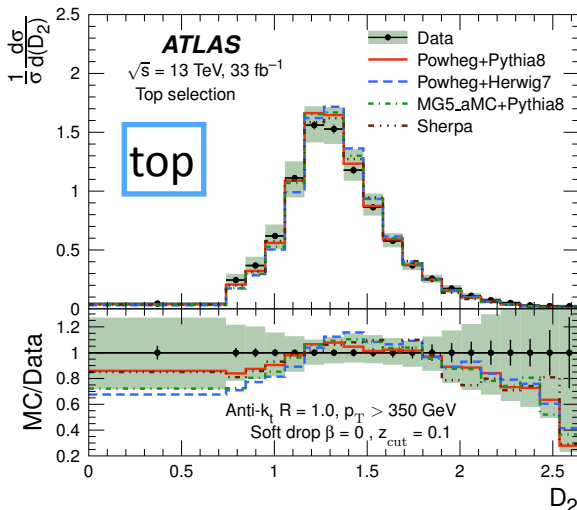 1/σ dσ/d(D₂)
ATLAS
√s = 13 TeV, 33 fb⁻¹
Top selection
top
Data
Powheg+Pythia8
Powheg+Herwig7
MG5_aMC+Pythia8
Sherpa
2.5
2
1.5
1
0.5
0
MC/Data
1.2
1
0.8
0.6
0.4
0.2
Anti-kₜ R = 1.0, p_T > 350 GeV
Soft drop β = 0 , z_cut = 0.1
0 0.5 1 1.5 2 2.5
D₂